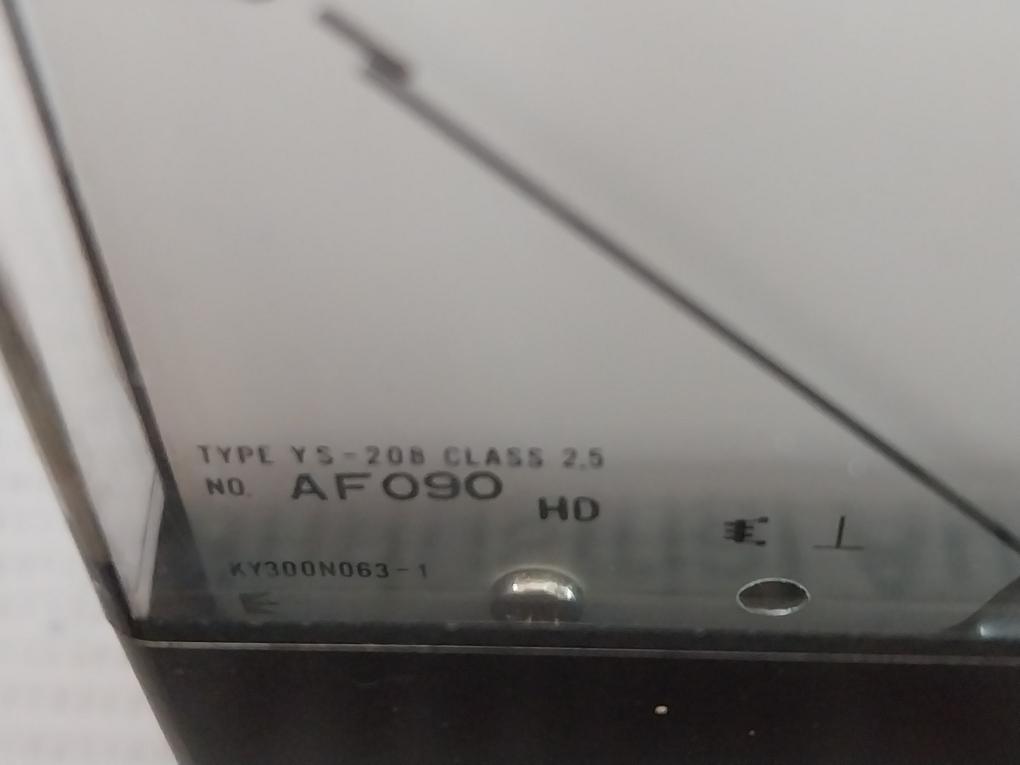 TYPE YS-208 CLASS 2.5
NO. AF090
HD
KY300N063-1